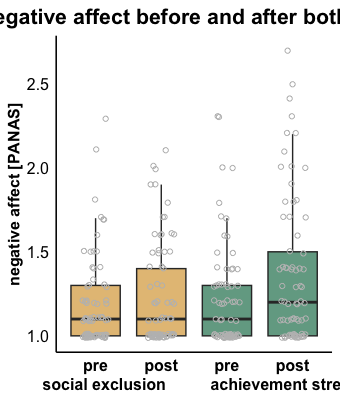 egative affect before and after both
negative affect [PANAS]
2.5
2.0
1.5
1.0
pre post pre post
social exclusion achievement stre